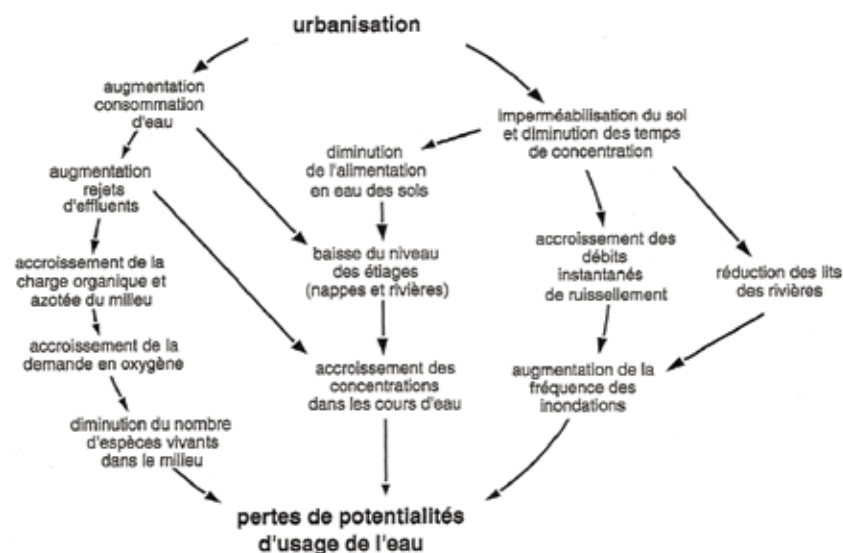 urbanisation
augmentation
consommation
d'eau
imperméabilisation du sol
et diminution des temps
de concentration
diminution
de l'alimentation
en eau des sols
augmentation
rejets
d'effluents
accroissement de la
charge organique et
azotée du milieu
baisse du niveau
des étiages
(nappes et rivières)
accroissement des
débits
instantanés
de ruissellement
réduction des lits
des rivières
accroissement de la
demande en oxygène
accroissement des
concentrations
dans les cours d'eau
augmentation de la
fréquence des
inondations
diminution du nombre
d'espèces vivants
dans le milieu
pertes de potentialités
d'usage de l'eau